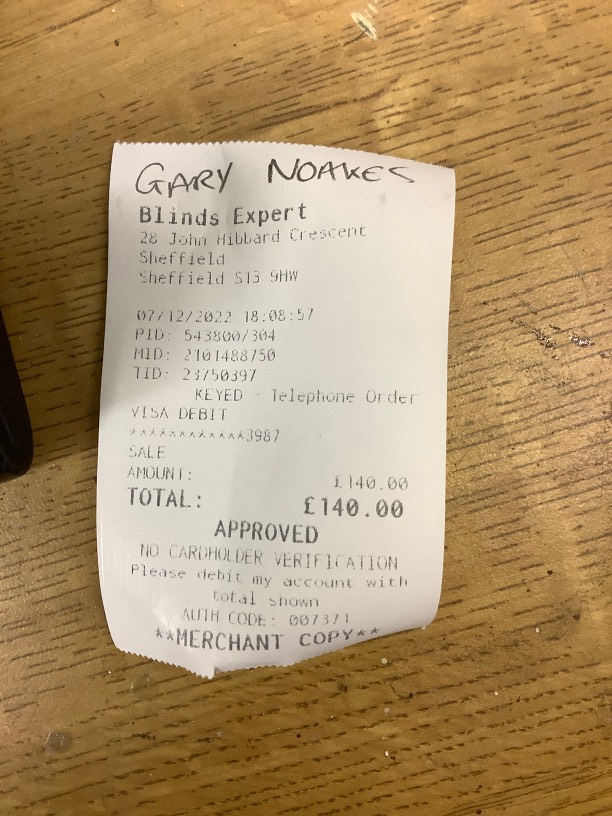 GARY NOAKES
Blinds Expert
28 John Hibbard Crescent
Sheffield
Sheffield S13 9HW
07/12/2022 18:08:57
PID: 543800/304
MID: 2101488750
TID: 23750397
KEYED - Telephone Order
VISA DEBIT
************3987
SALE
AMOUNT: £140.00
TOTAL: £140.00
APPROVED
NO CARDHOLDER VERIFICATION
Please debit my account with
total shown
AUTH CODE: 007371
**MERCHANT COPY**